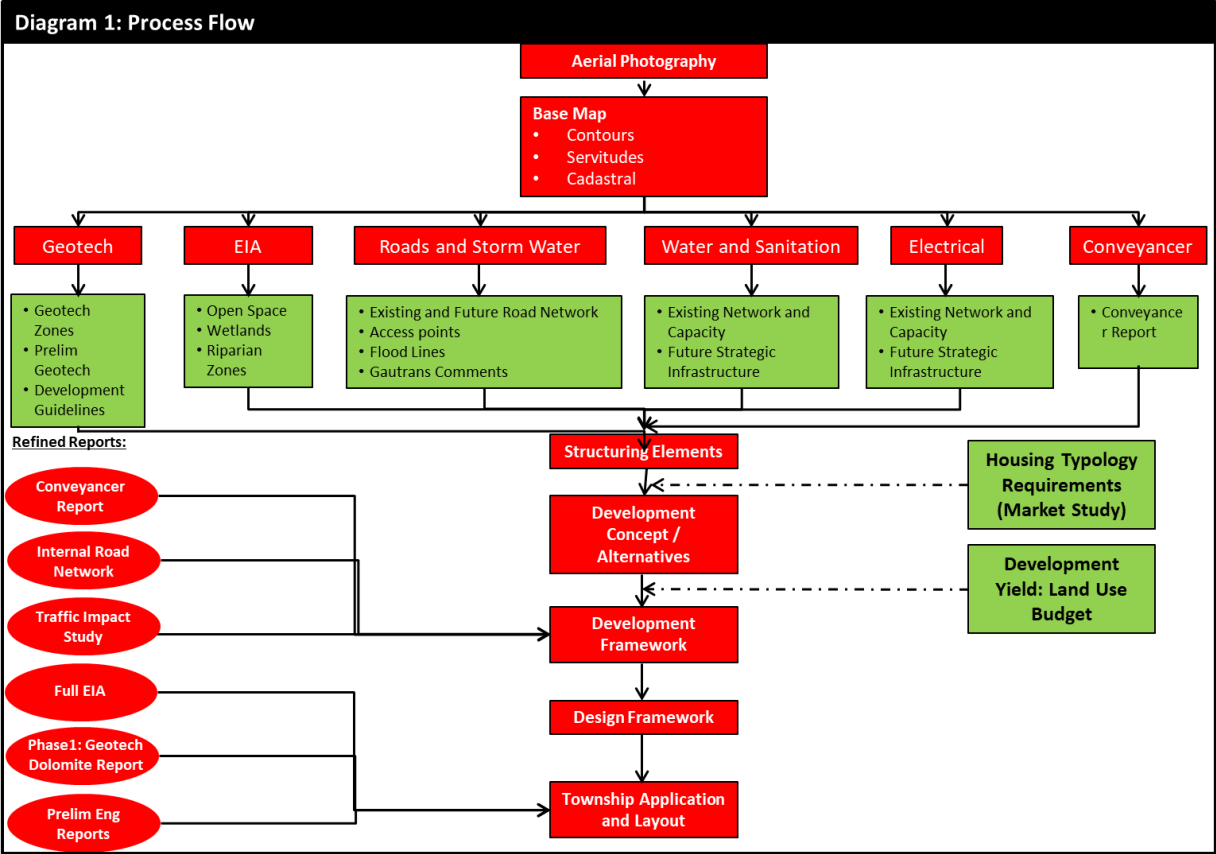 Diagram 1: Process Flow
Aerial Photography
Base Map
• Contours
• Servitudes
• Cadastral
Geotech
EIA
Roads and Storm Water
Water and Sanitation
Electrical
Conveyancer
• Geotech
Zones
• Prelim
Geotech
• Development
Guidelines
• Open Space
• Wetlands
• Riparian
Zones
• Existing and Future Road Network
• Access points
• Flood Lines
• Gautrans Comments
• Existing Network and
Capacity
• Future Strategic
Infrastructure
• Existing Network and
Capacity
• Future Strategic
Infrastructure
• Conveyance
r Report
Refined Reports:
Conveyancer
Report
Internal Road
Network
Traffic Impact
Study
Full EIA
Phase1: Geotech
Dolomite Report
Prelim Eng
Reports
Structuring Elements
Development
Concept /
Alternatives
Development
Framework
Design Framework
Township Application
and Layout
Housing Typology
Requirements
(Market Study)
Development
Yield: Land Use
Budget